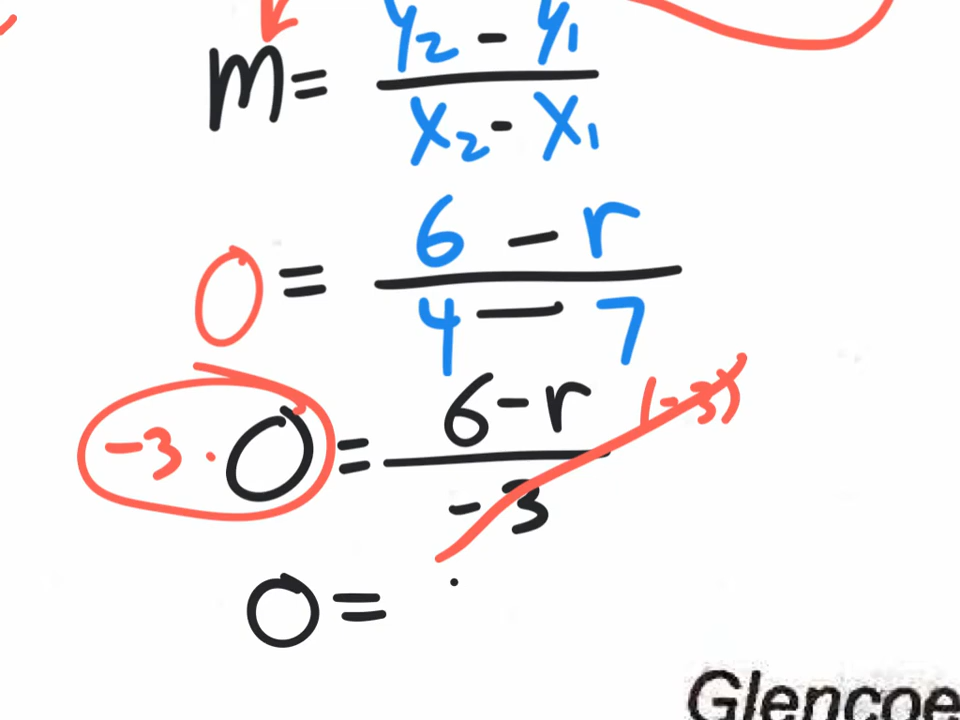 m = (y₂ - y₁)/(x₂ - x₁)
0 = (6 - r)/(4 - 7)
-3 · 0 = (6 - r)/(-3) (-3)
0 =
Glencoe